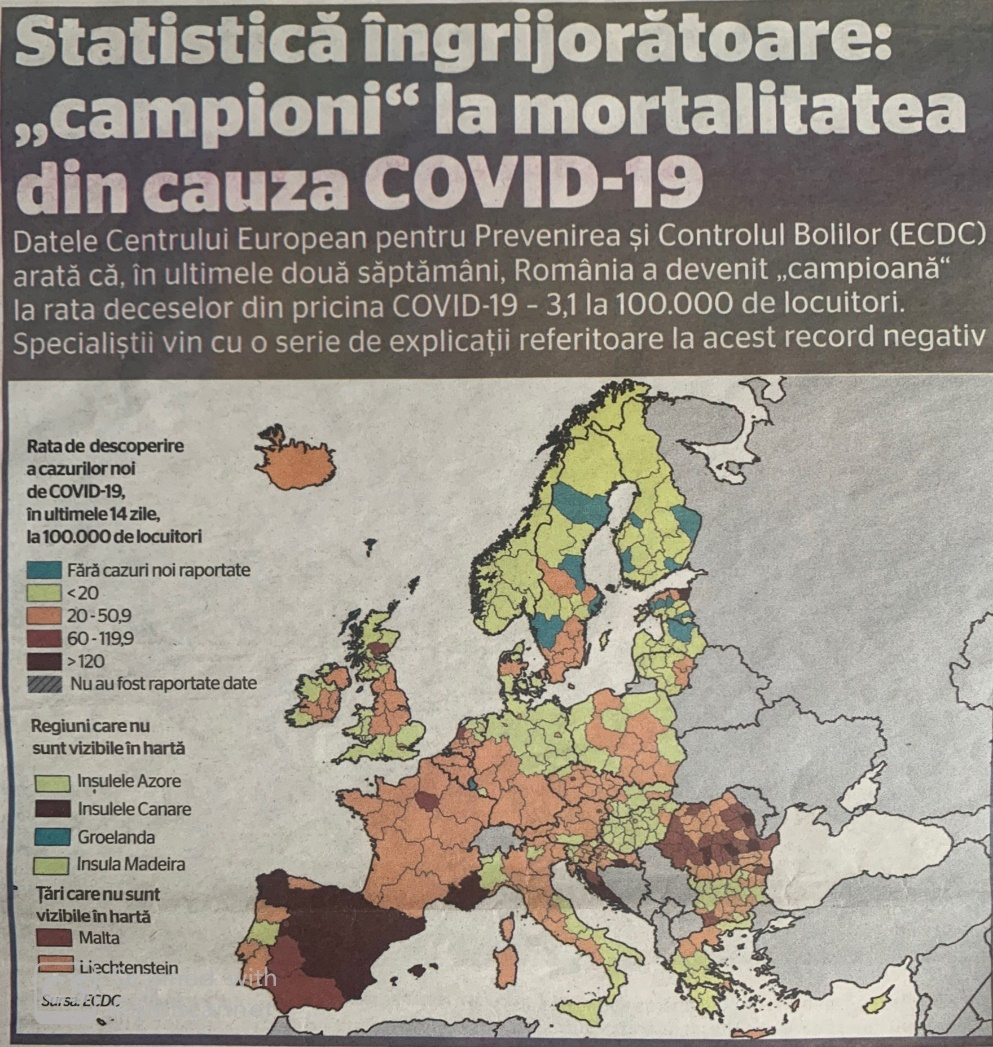 Statistică îngrijorătoare:
„campioni“ la mortalitatea
din cauza COVID-19
Datele Centrului European pentru Prevenirea și Controlul Bolilor (ECDC)
arată că, în ultimele două săptămâni, România a devenit „campioană“
la rata deceselor din pricina COVID-19 – 3,1 la 100.000 de locuitori.
Specialiștii vin cu o serie de explicații referitoare la acest record negativ
Rata de descoperire
a cazurilor noi
de COVID-19,
în ultimele 14 zile,
la 100.000 de locuitori
Fără cazuri noi raportate
<20
20-50,9
60-119,9
>120
Nu au fost raportate date
Regiuni care nu
sunt vizibile în hartă
Insulele Azore
Insulele Canare
Groelanda
Insula Madeira
Țări care nu sunt
vizibile în hartă
Malta
Liechtenstein
with
Sursa: ECDC